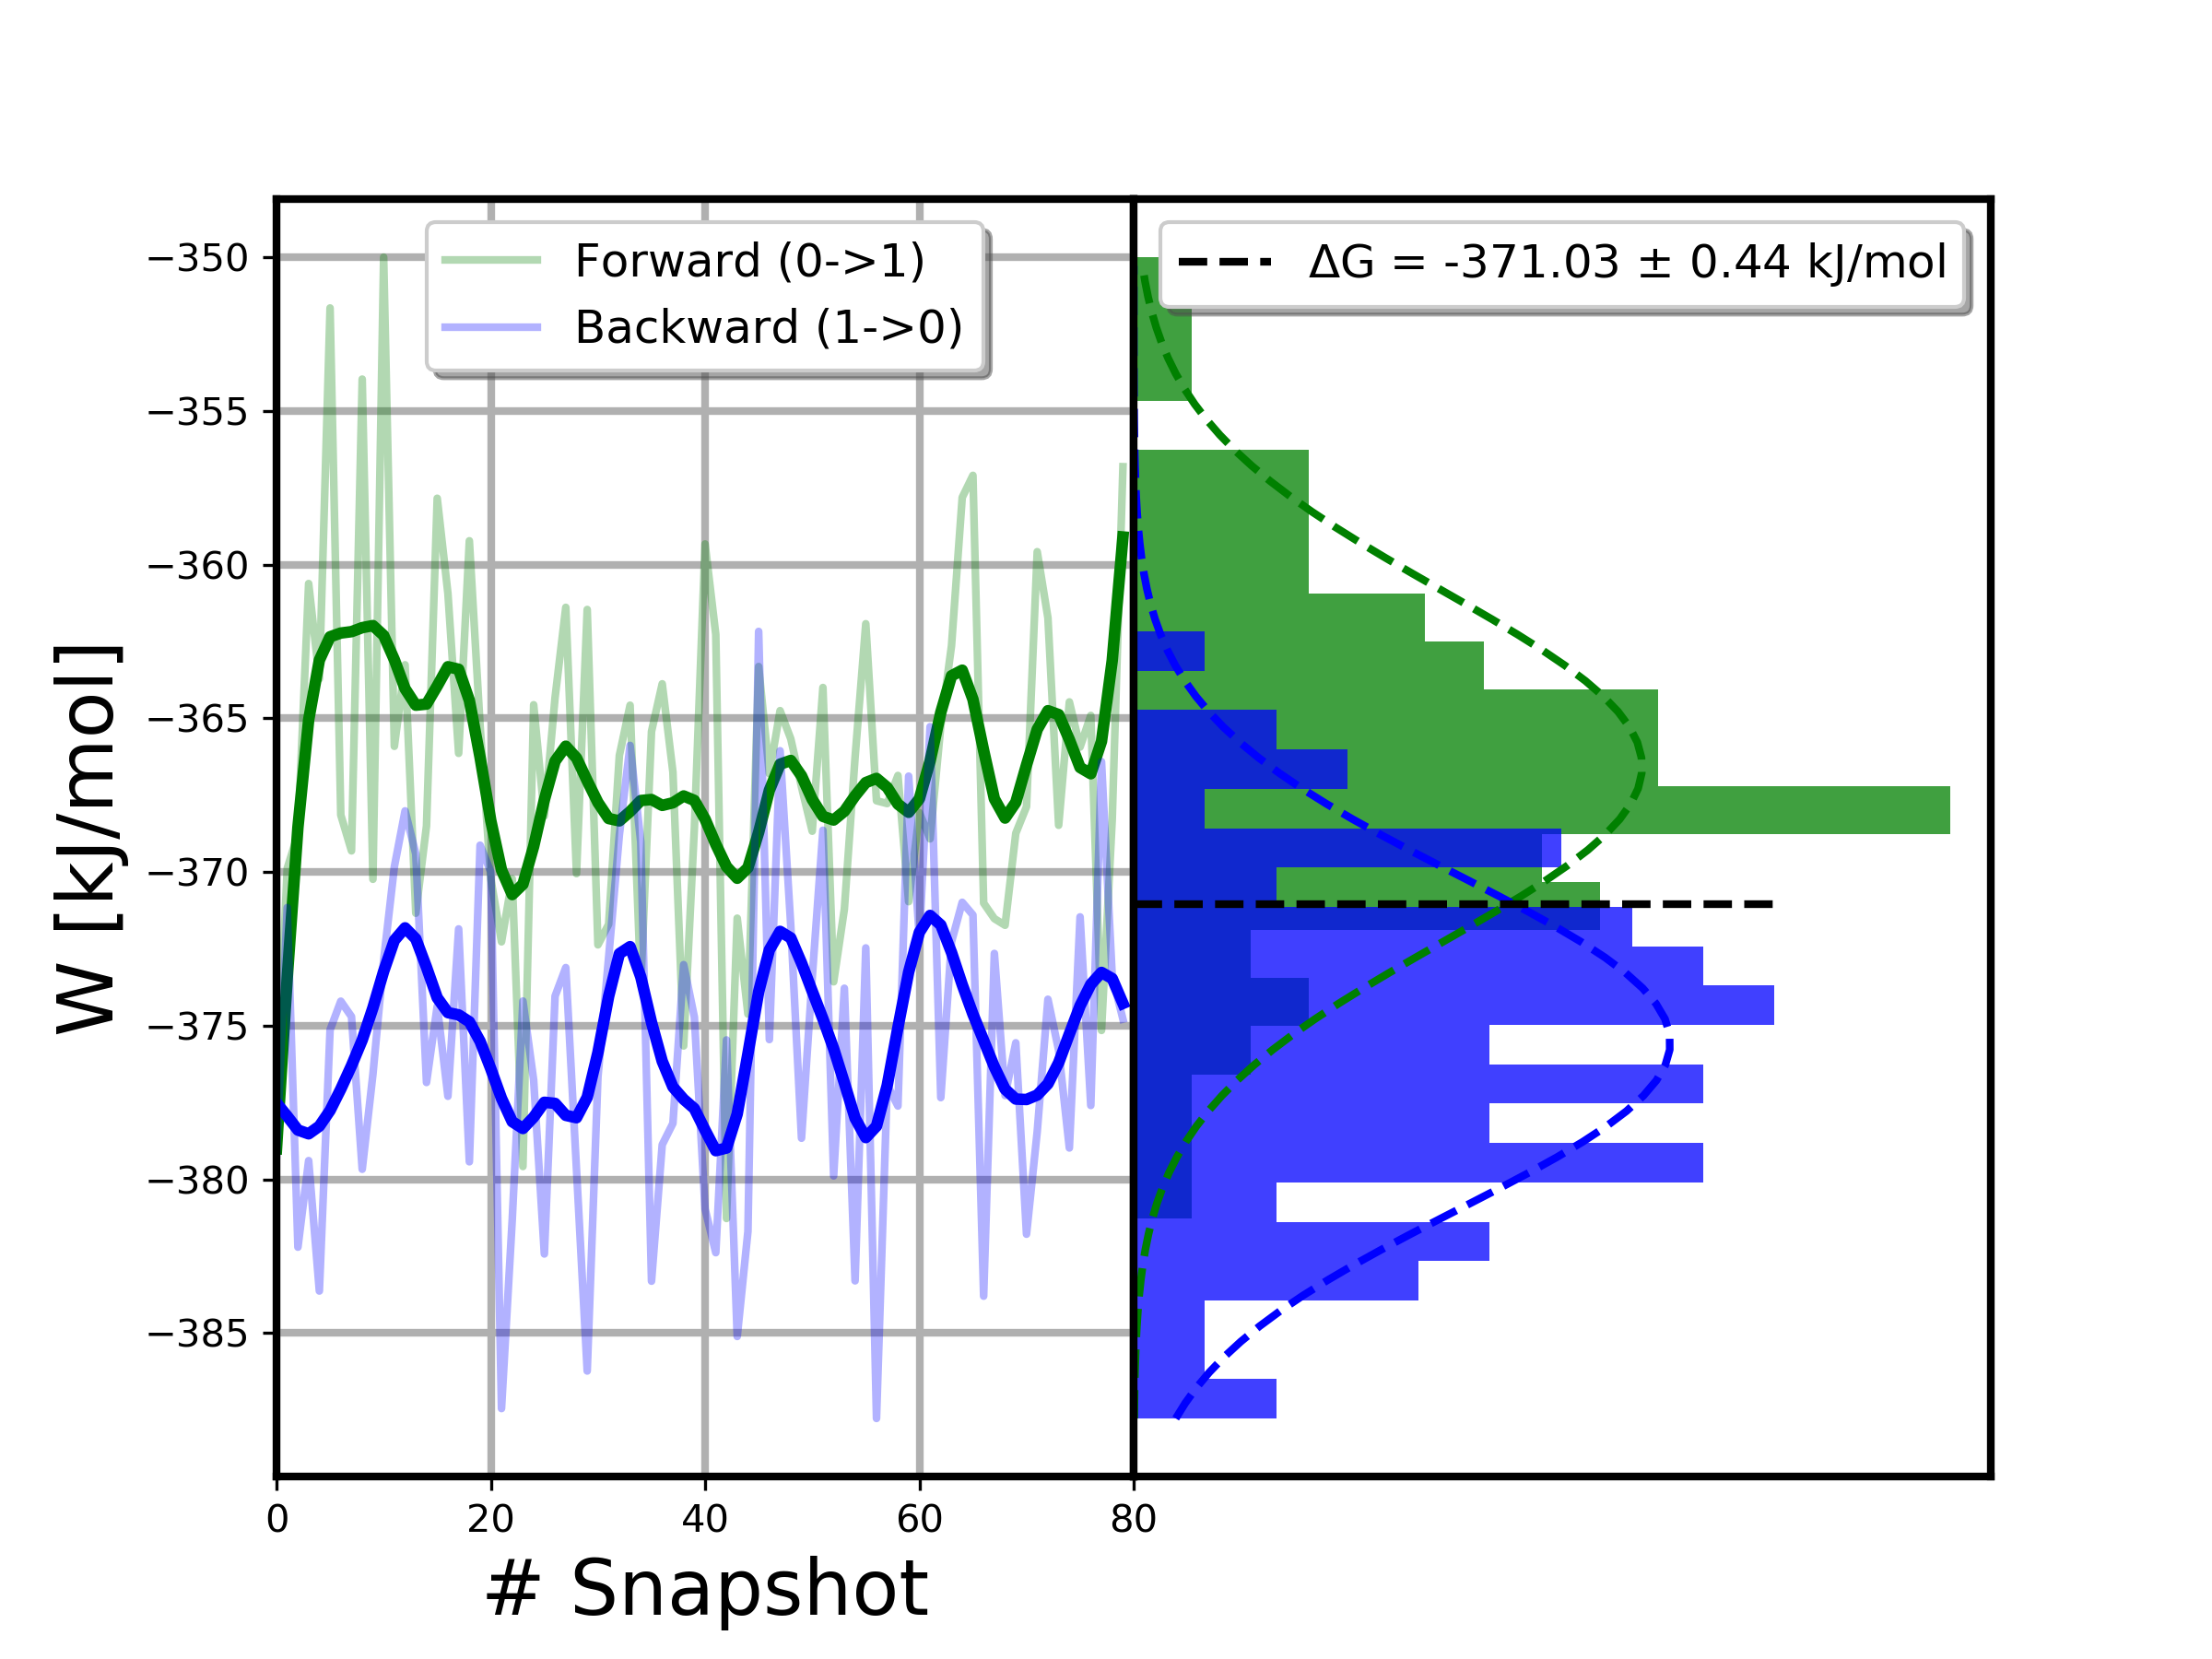 Forward (0->1)
Backward (1->0)
ΔG = -371.03 ± 0.44 kJ/mol
W [kJ/mol]
−350
−355
−360
−365
−370
−375
−380
−385
0 20 40 60 80
# Snapshot